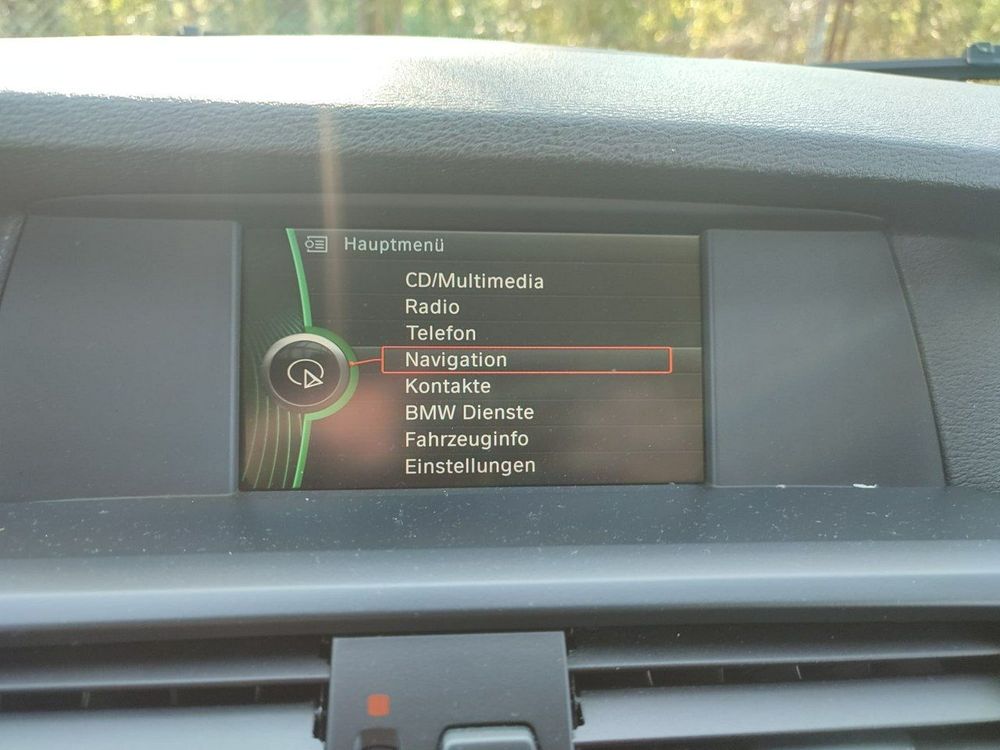 Hauptmenü
CD/Multimedia
Radio
Telefon
Navigation
Kontakte
BMW Dienste
Fahrzeuginfo
Einstellungen